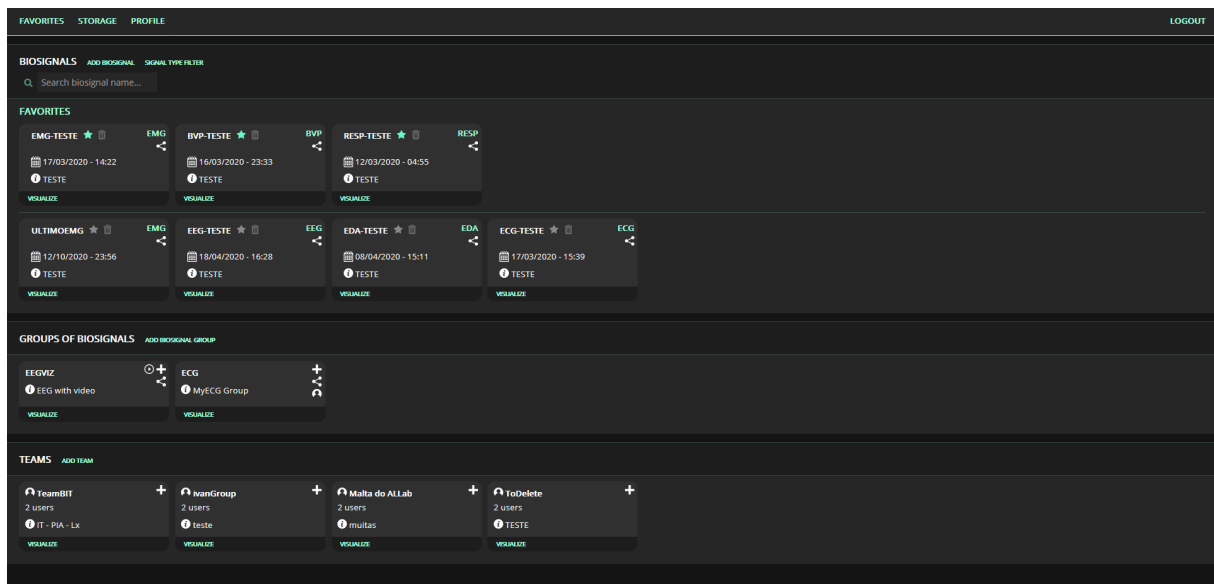 FAVORITES STORAGE PROFILE LOGOUT
BIOSIGNALS ADD BIOSIGNAL SIGNAL TYPE FILTER
Search biosignal name...
FAVORITES
EMG-TESTE EMG
17/03/2020 - 14:22
TESTE
VISUALIZE
BVP-TESTE BVP
16/03/2020 - 23:33
TESTE
VISUALIZE
RESP-TESTE RESP
12/03/2020 - 04:55
TESTE
VISUALIZE
ULTIMOEMG EMG
12/10/2020 - 23:56
TESTE
VISUALIZE
EEG-TESTE EEG
18/04/2020 - 16:28
TESTE
VISUALIZE
EDA-TESTE EDA
08/04/2020 - 15:11
TESTE
VISUALIZE
ECG-TESTE ECG
17/03/2020 - 15:39
TESTE
VISUALIZE
GROUPS OF BIOSIGNALS ADD BIOSIGNAL GROUP
EEGVIZ
EEG with video
VISUALIZE
ECG
MyECG Group
VISUALIZE
TEAMS ADD TEAM
TeamBIT
2 users
IT - PIA - Lx
VISUALIZE
IvanGroup
2 users
teste
VISUALIZE
Malta do ALLab
2 users
muitas
VISUALIZE
ToDelete
2 users
TESTE
VISUALIZE